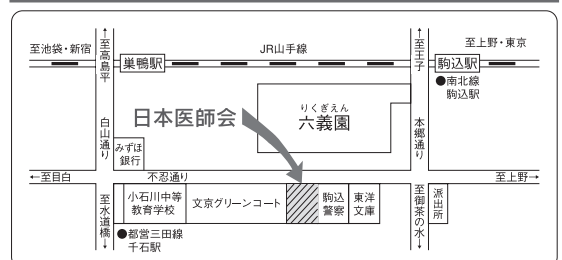 至池袋・新宿
至高島平
巣鴨駅
JR山手線
至王子
至上野・東京
駒込駅
●南北線
駒込駅
りくぎえん
六義園
日本医師会
白山通り
本郷通り
みずほ
銀行
←至目白
不忍通り
至上野→
至水道橋
小石川中等
教育学校
文京グリーンコート
駒込
警察
東洋
文庫
至御茶の水
派出所
●都営三田線
千石駅